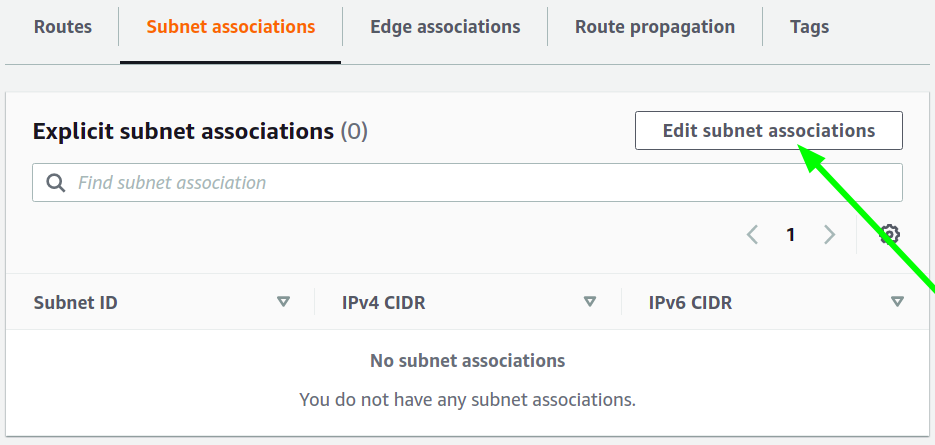 Routes Subnet associations Edge associations Route propagation Tags
Explicit subnet associations (0) Edit subnet associations
Find subnet association
1
Subnet ID IPv4 CIDR IPv6 CIDR
No subnet associations
You do not have any subnet associations.